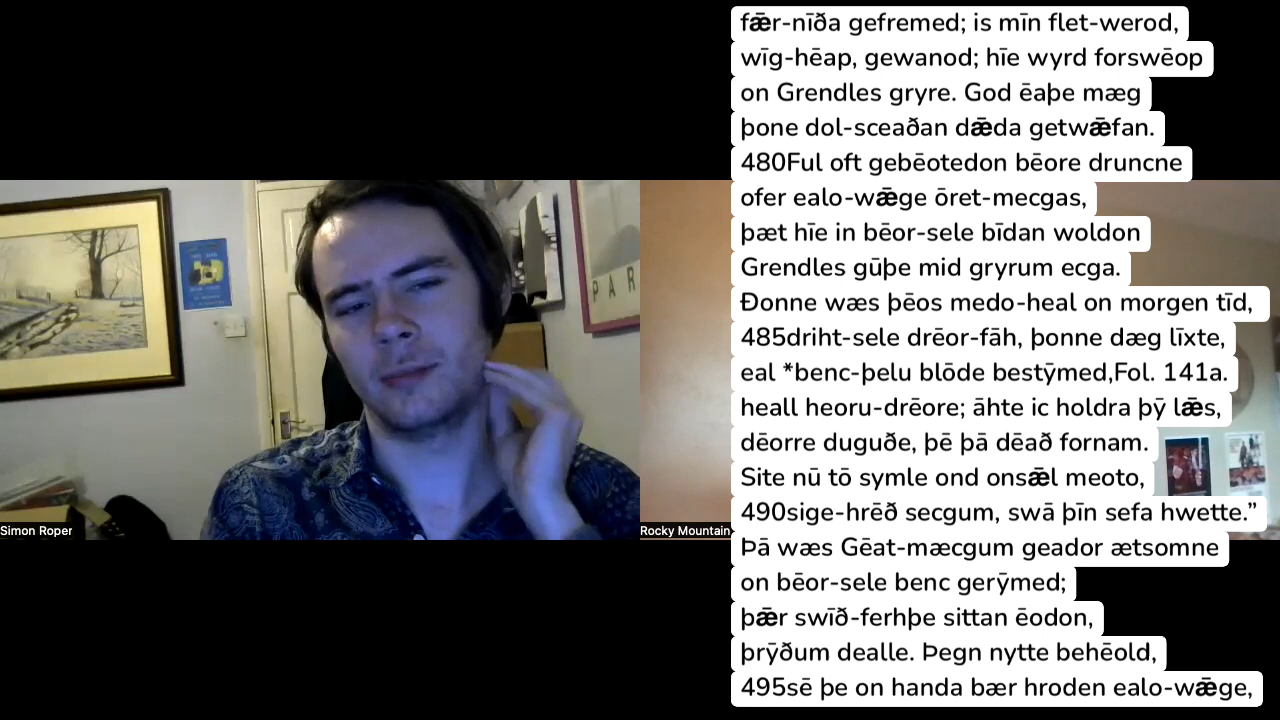 fǣr-nīða gefremed; is mīn flet-werod,
wīg-hēap, gewanod; hīe wyrd forswēop
on Grendles gryre. God ēaþe mæg
þone dol-sceaðan dǣda getwǣfan.
480Ful oft gebēotedon bēore druncne
ofer ealo-wǣge ōret-mecgas,
þæt hīe in bēor-sele bīdan woldon
Grendles gūþe mid gryrum ecga.
Ðonne wæs þēos medo-heal on morgen tīd,
485driht-sele drēor-fāh, þonne dæg līxte,
eal *benc-þelu blōde bestȳmed,Fol. 141a.
heall heoru-drēore; āhte ic holdra þȳ lǣs,
dēorre duguðe, þē þā dēað fornam.
Site nū tō symle ond onsǣl meoto,
490sige-hrēð secgum, swā þīn sefa hwette.”
Þā wæs Gēat-mæcgum geador ætsomne
on bēor-sele benc gerȳmed;
þǣr swīð-ferhþe sittan ēodon,
þrȳðum dealle. Þegn nytte behēold,
495sē þe on handa bær hroden ealo-wǣge,
PAR
Simon Roper
Rocky Mountain